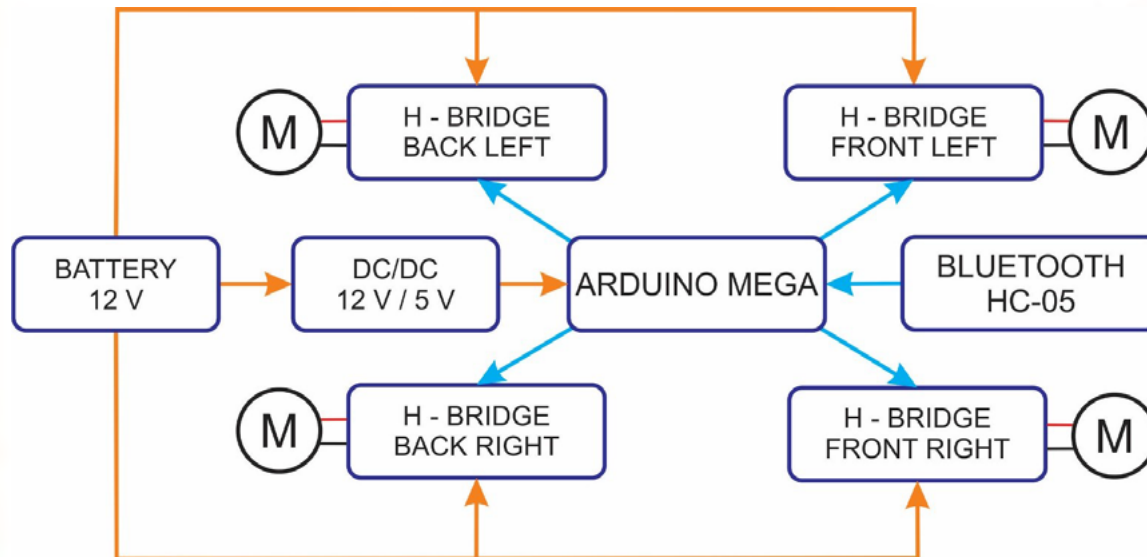 M
H - BRIDGE
BACK LEFT
H - BRIDGE
FRONT LEFT
M
BATTERY
12 V
DC/DC
12 V / 5 V
ARDUINO MEGA
BLUETOOTH
HC-05
M
H - BRIDGE
BACK RIGHT
H - BRIDGE
FRONT RIGHT
M